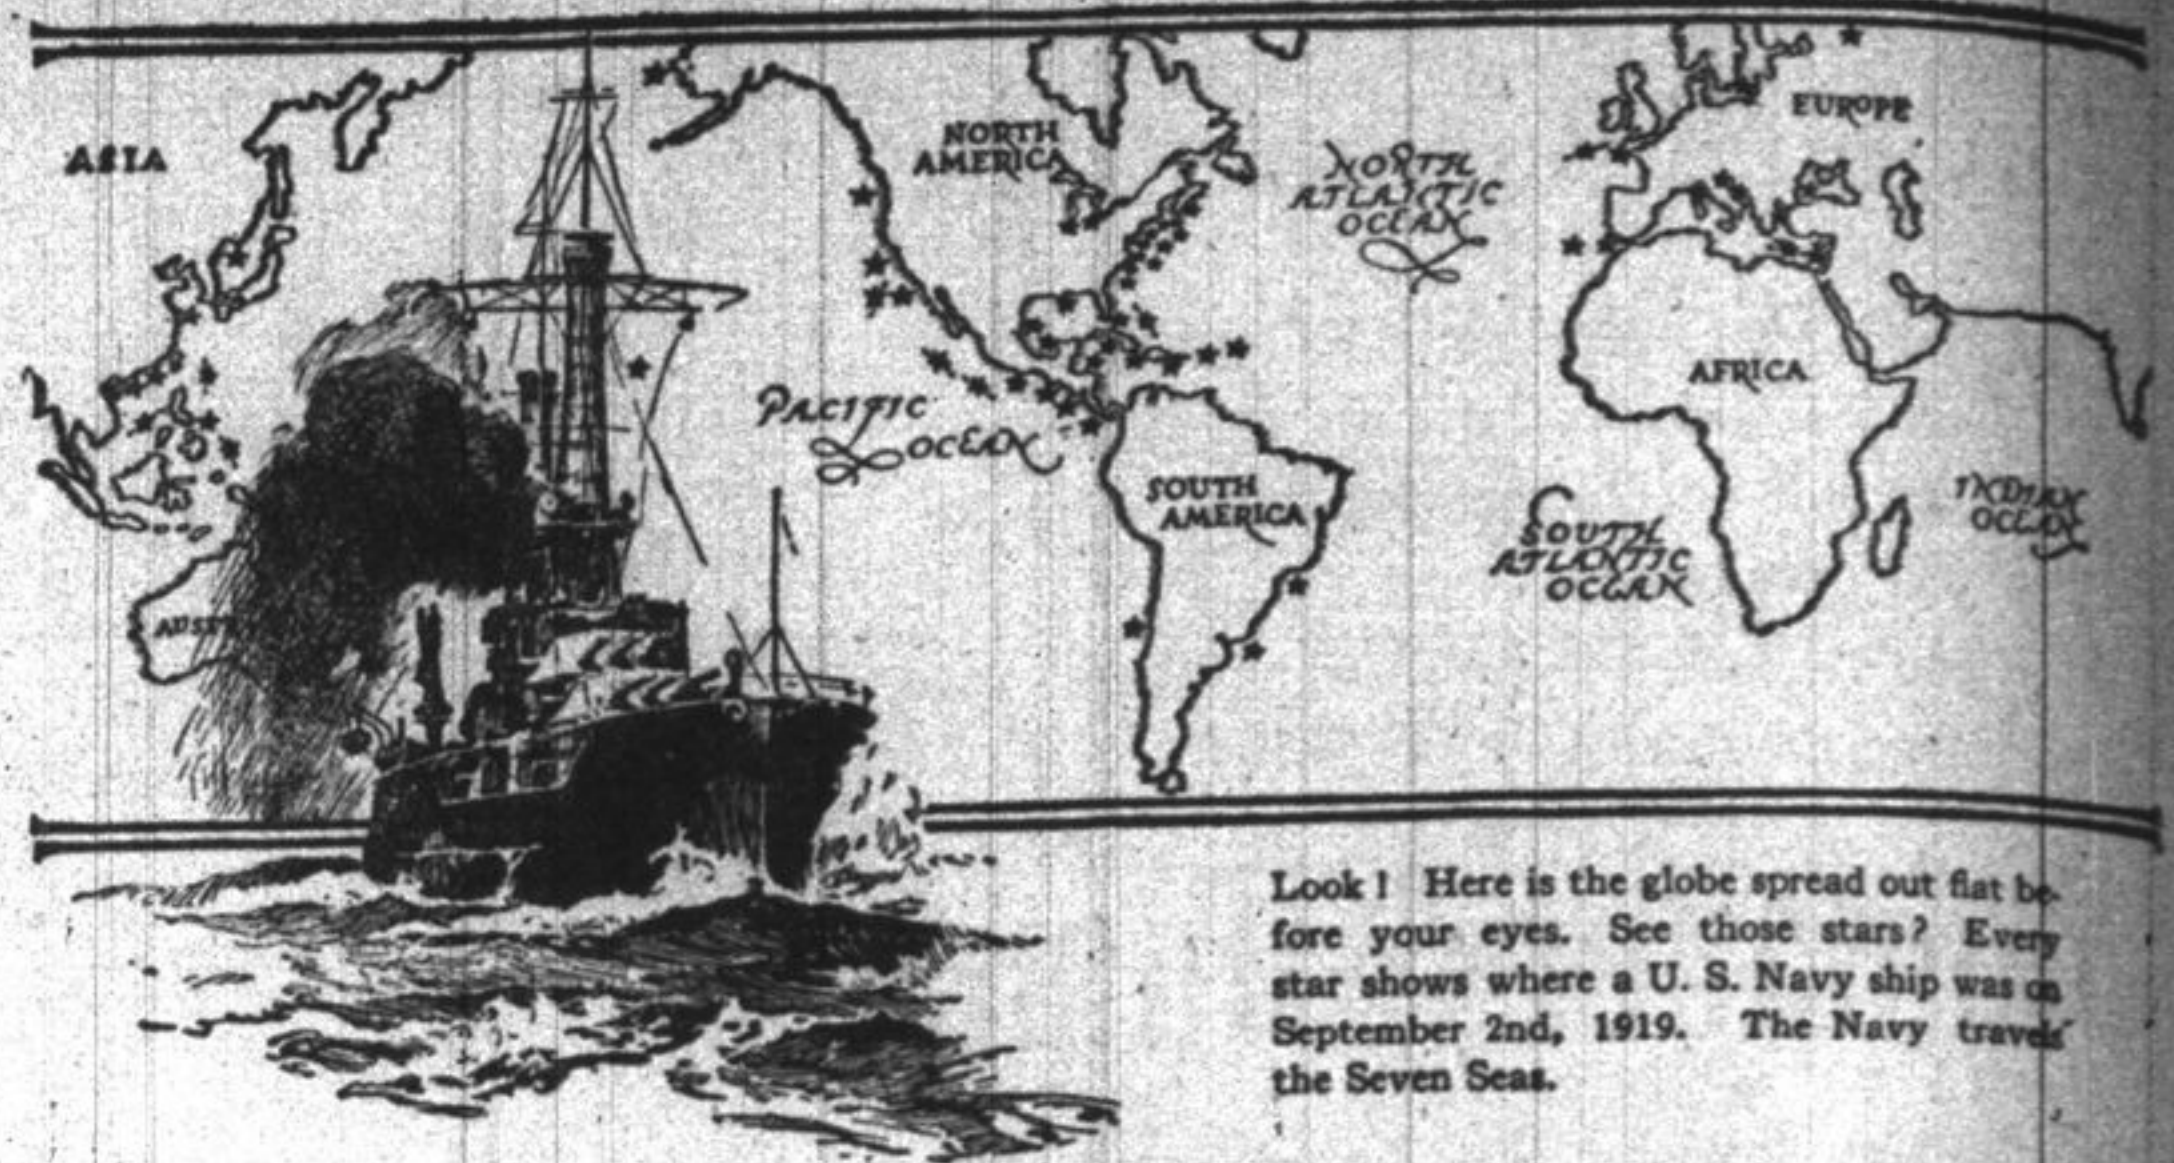 ASIA
NORTH
AMERICA
NORTH
ATLANTIC
OCEAN
EUROPE
PACIFIC
OCEAN
AFRICA
SOUTH
AMERICA
SOUTH
ATLANTIC
OCEAN
INDIAN
OCEAN
AUST
Look! Here is the globe spread out flat be-
fore your eyes. See those stars? Every
star shows where a U. S. Navy ship was on
September 2nd, 1919. The Navy travels
the Seven Seas.